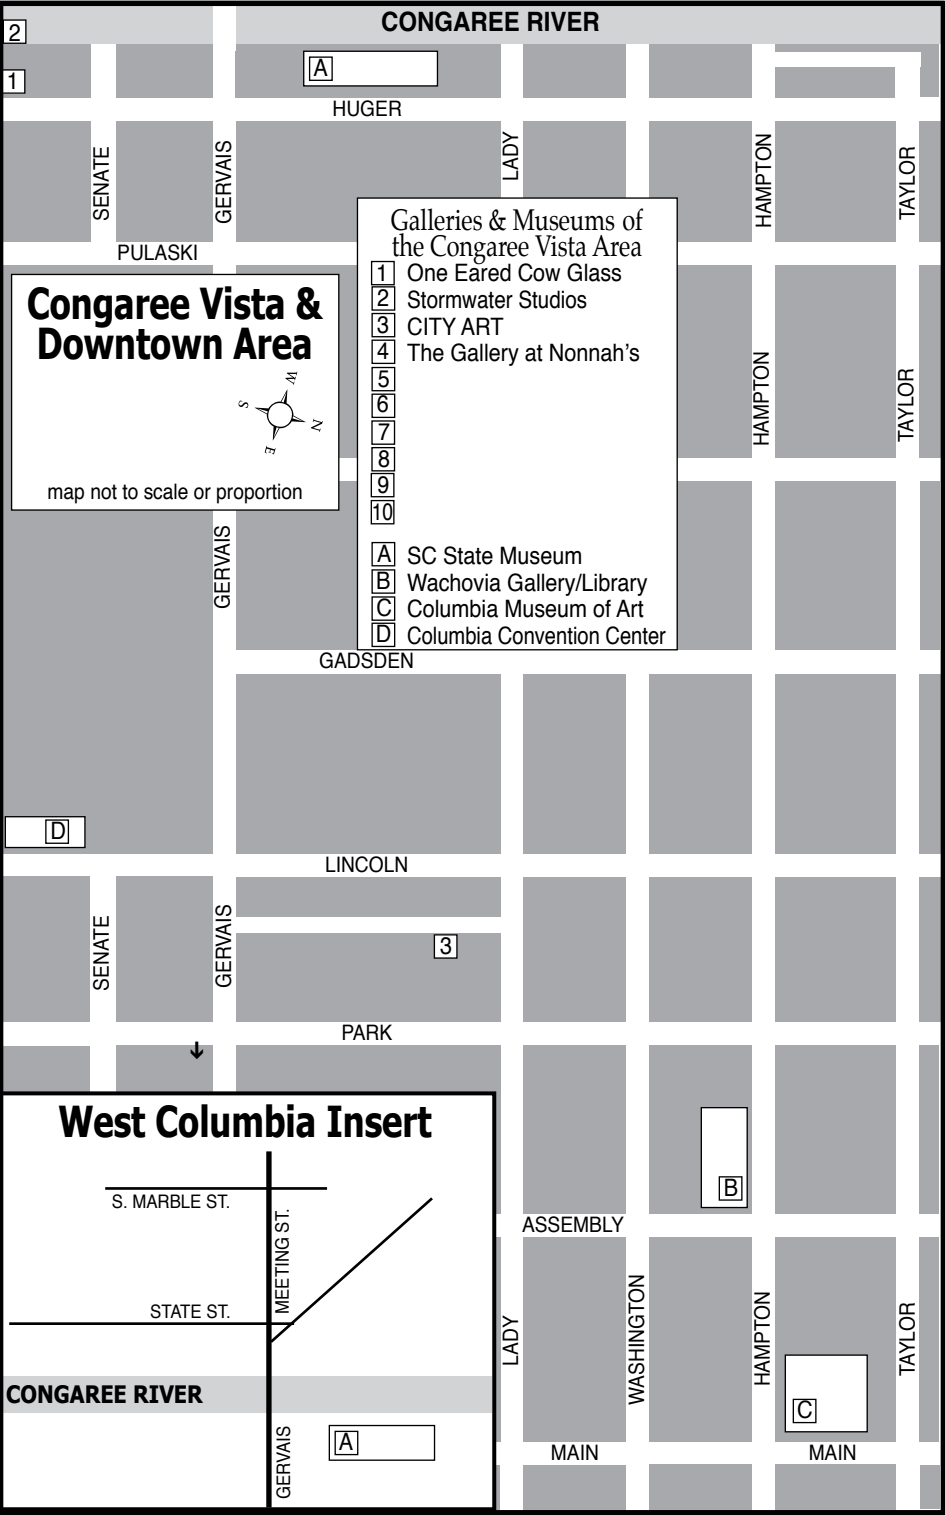 CONGAREE RIVER
2
1
A
HUGER
SENATE
GERVAIS
LADY
HAMPTON
TAYLOR
PULASKI
Galleries & Museums of
the Congaree Vista Area
1 One Eared Cow Glass
2 Stormwater Studios
3 CITY ART
4 The Gallery at Nonnah's
5
6
7
8
9
10
A SC State Museum
B Wachovia Gallery/Library
C Columbia Museum of Art
D Columbia Convention Center
Congaree Vista &
Downtown Area
W
S
N
E
map not to scale or proportion
HAMPTON
TAYLOR
GERVAIS
GADSDEN
D
LINCOLN
SENATE
GERVAIS
3
PARK
West Columbia Insert
S. MARBLE ST.
MEETING ST.
STATE ST.
CONGAREE RIVER
GERVAIS
A
B
ASSEMBLY
LADY
WASHINGTON
HAMPTON
TAYLOR
C
MAIN
MAIN